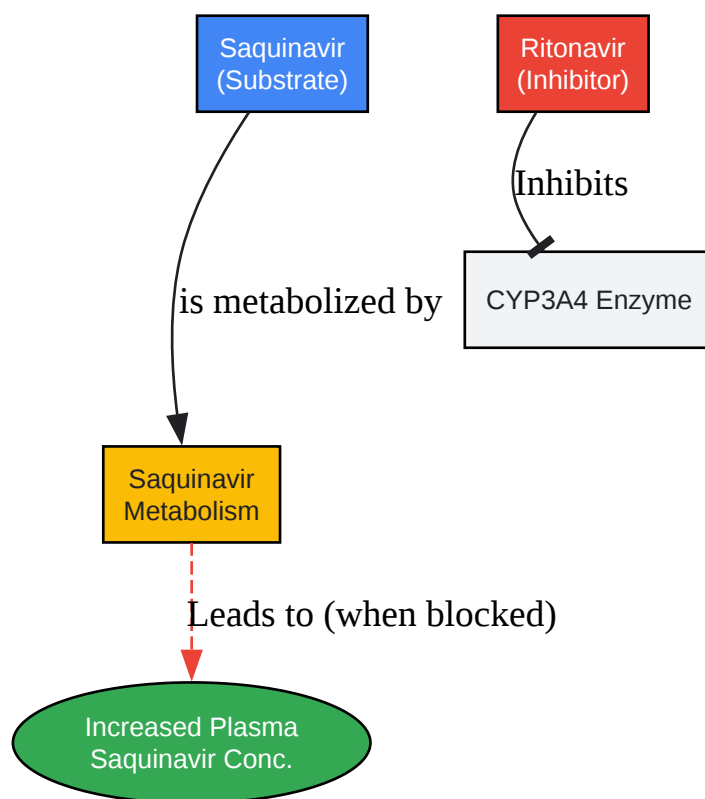 Saquinavir
(Substrate)
Ritonavir
(Inhibitor)
Inhibits
is metabolized by
CYP3A4 Enzyme
Saquinavir
Metabolism
Leads to (when blocked)
Increased Plasma
Saquinavir Conc.